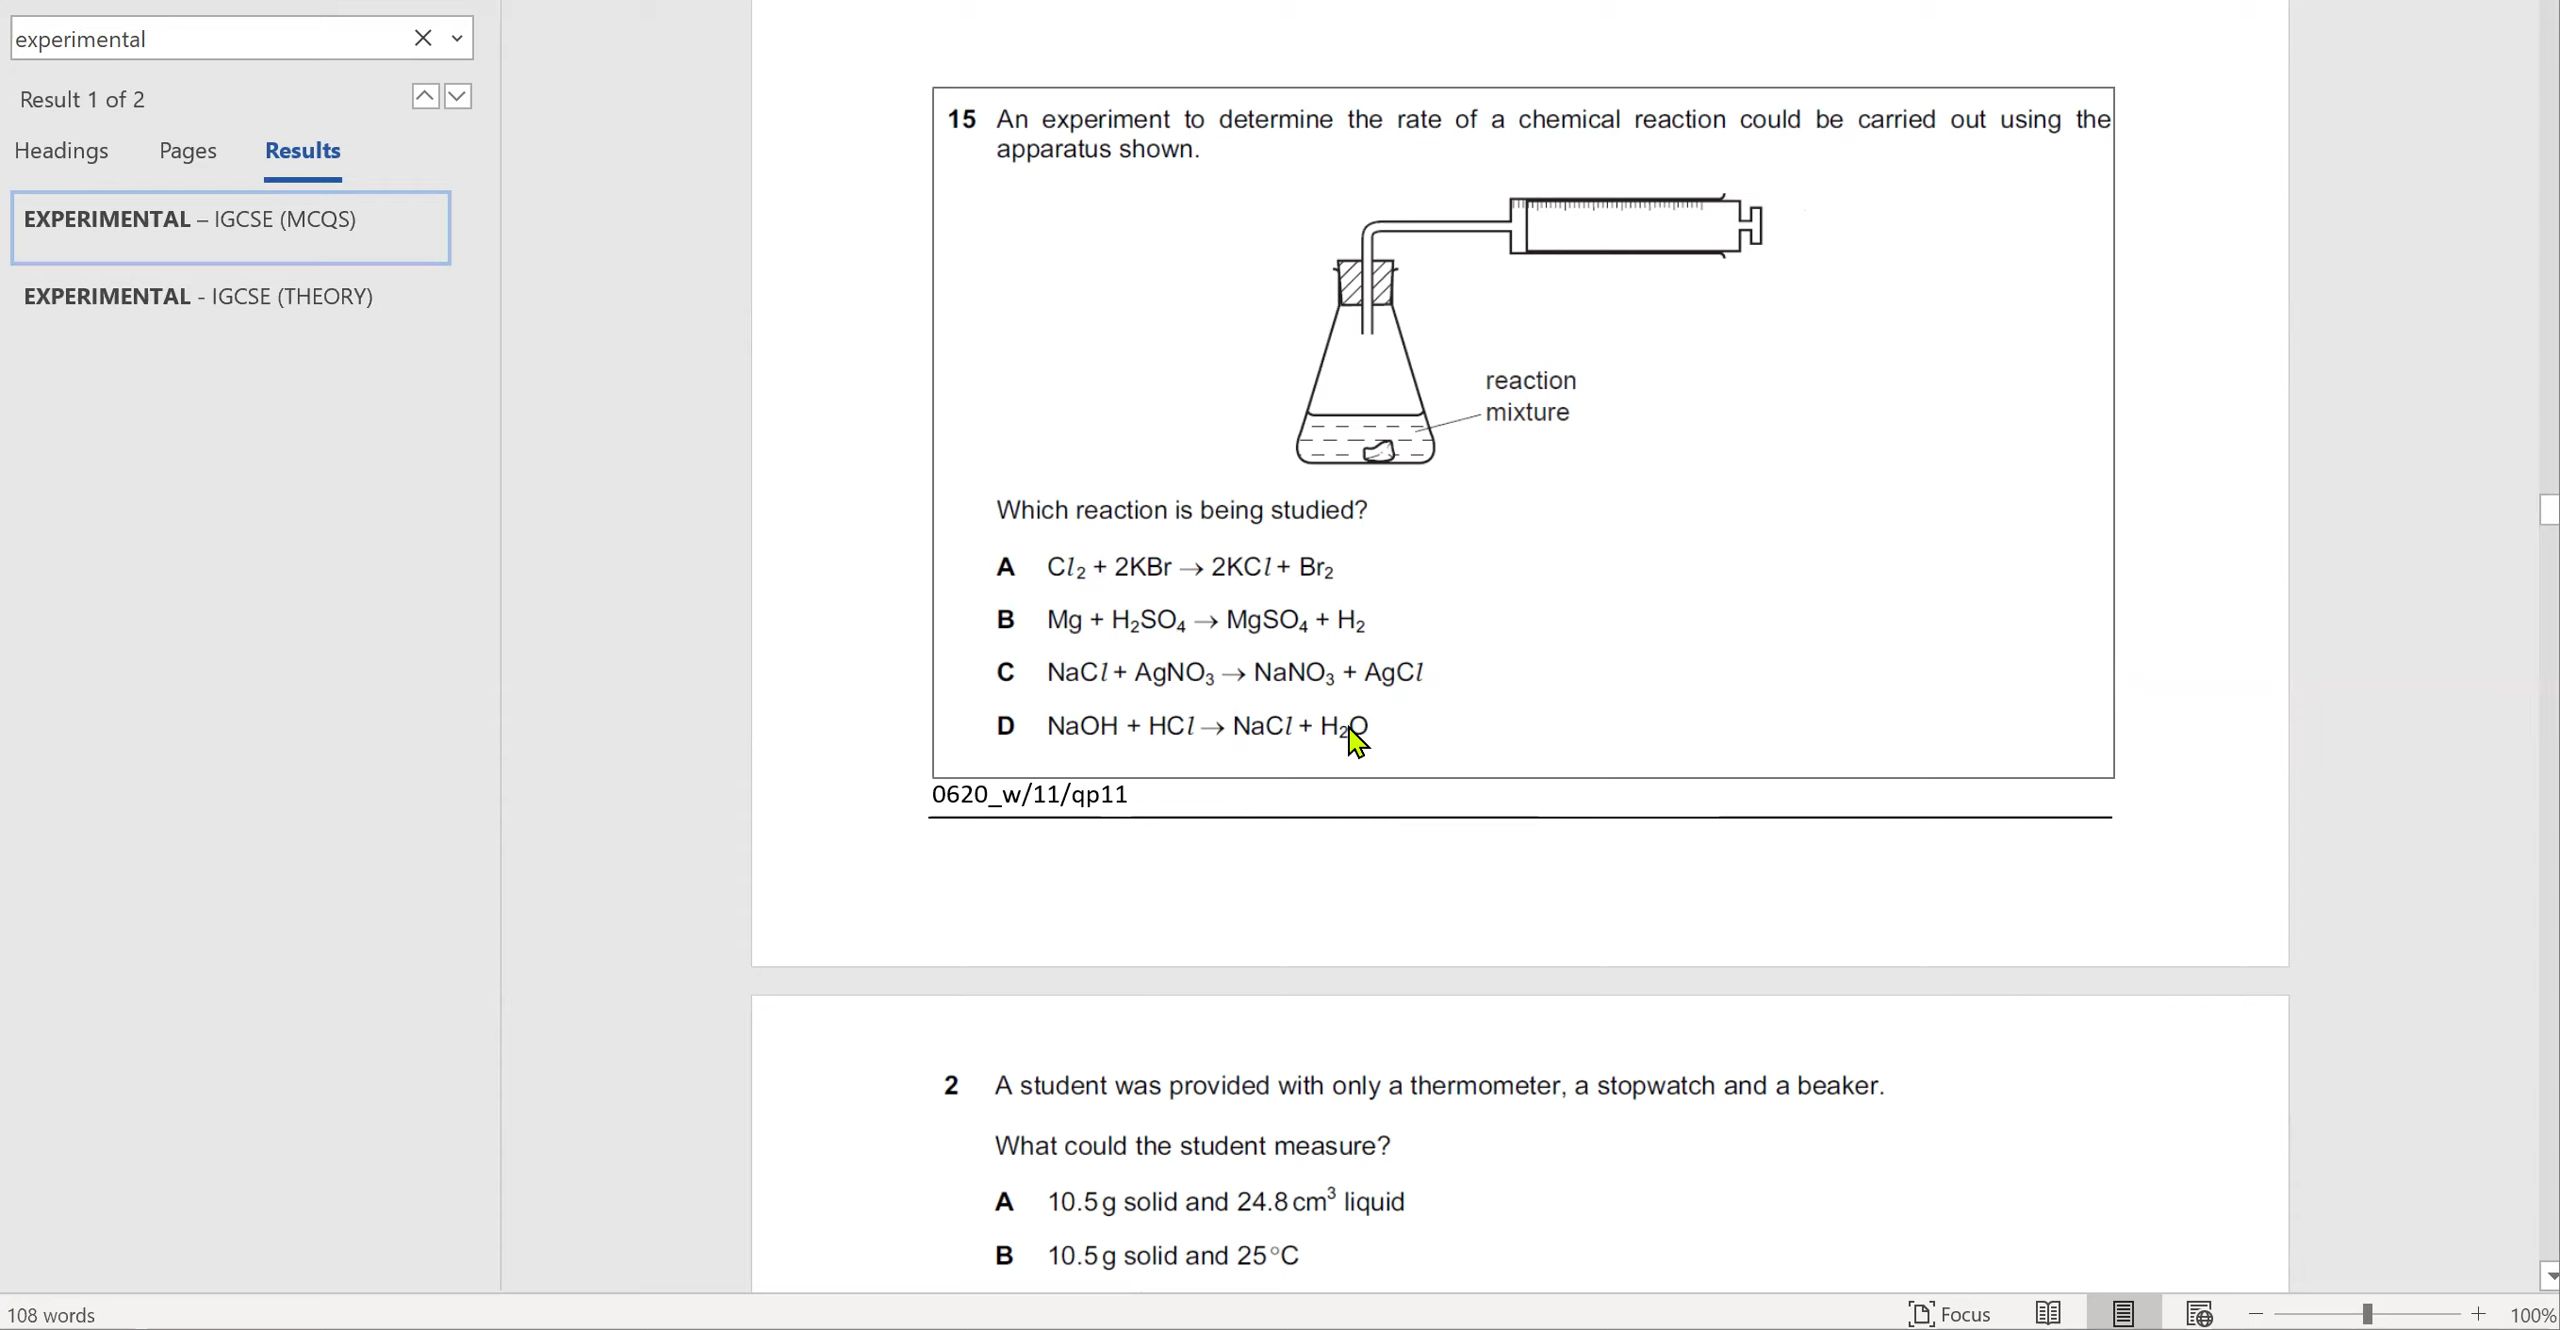 experimental
Result 1 of 2
Headings Pages Results
EXPERIMENTAL – IGCSE (MCQS)
EXPERIMENTAL - IGCSE (THEORY)
15 An experiment to determine the rate of a chemical reaction could be carried out using the
apparatus shown.
reaction
mixture
Which reaction is being studied?
A Cl₂ + 2KBr → 2KCl + Br₂
B Mg + H₂SO₄ → MgSO₄ + H₂
C NaCl + AgNO₃ → NaNO₃ + AgCl
D NaOH + HCl → NaCl + H₂O
0620_w/11/qp11
2 A student was provided with only a thermometer, a stopwatch and a beaker.
What could the student measure?
A 10.5 g solid and 24.8 cm³ liquid
B 10.5 g solid and 25 °C
108 words
Focus
100%